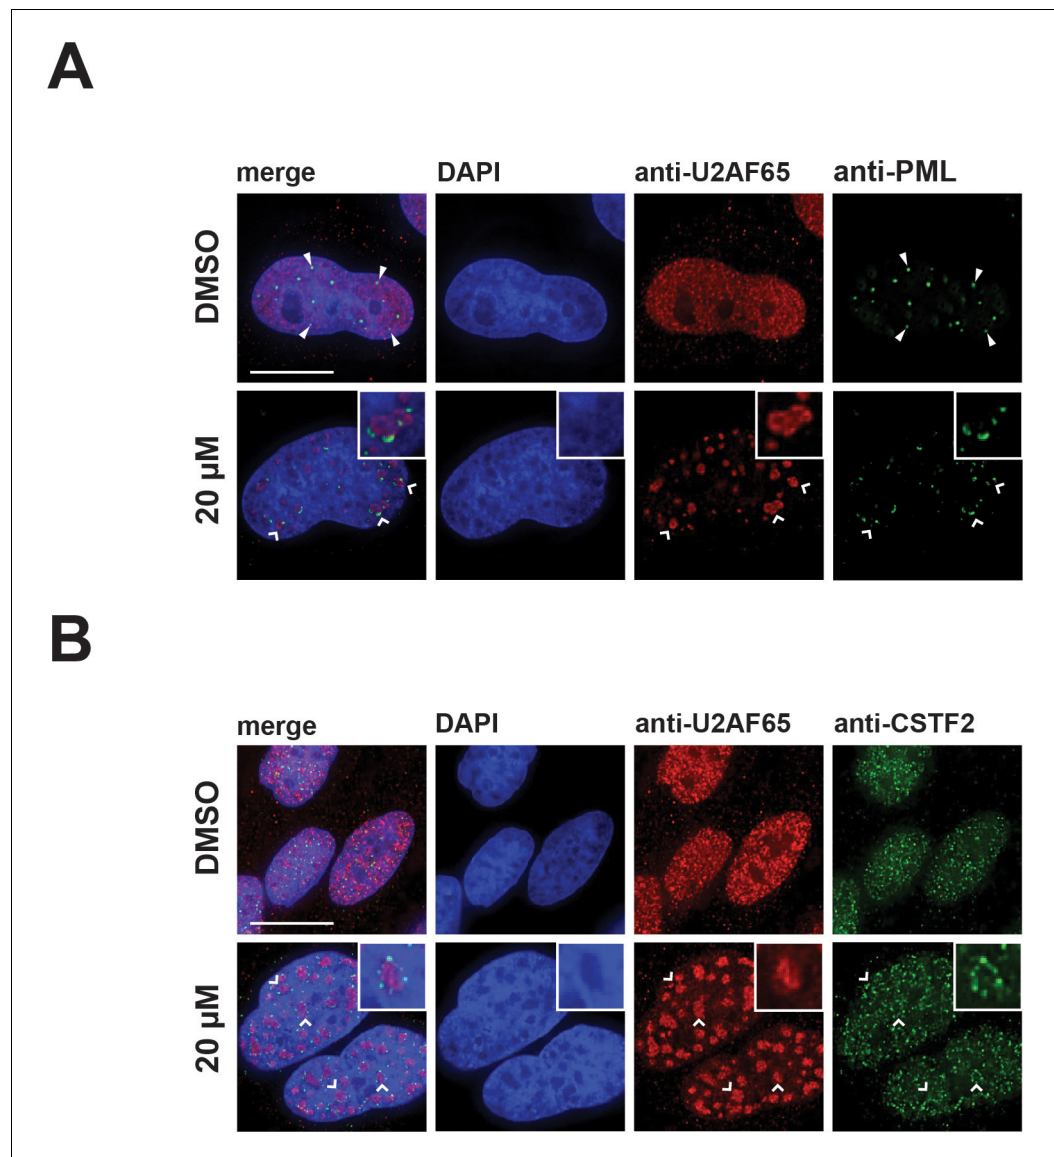 A
merge DAPI anti-U2AF65 anti-PML
DMSO
20 µM
B
merge DAPI anti-U2AF65 anti-CSTF2
DMSO
20 µM